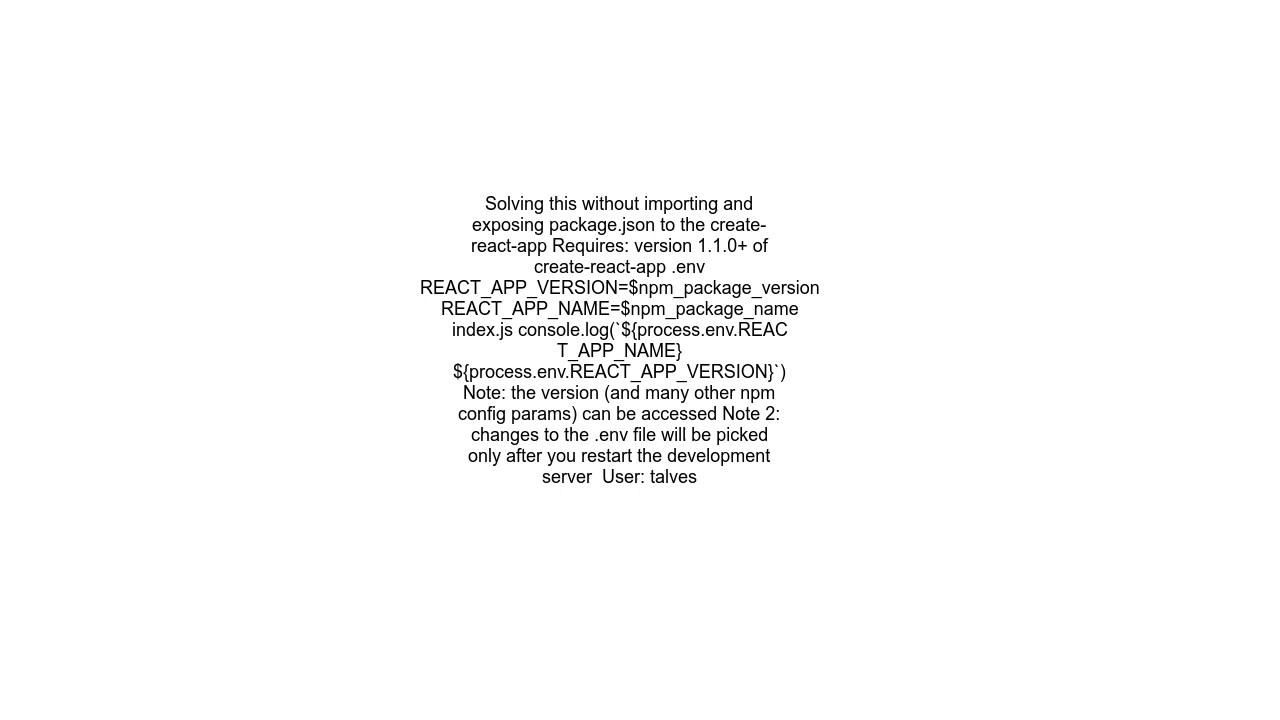 Solving this without importing and
exposing package.json to the create-
react-app Requires: version 1.1.0+ of
create-react-app .env
REACT_APP_VERSION=$npm_package_version
REACT_APP_NAME=$npm_package_name
index.js console.log(`${process.env.REAC
T_APP_NAME}
${process.env.REACT_APP_VERSION}`)
Note: the version (and many other npm
config params) can be accessed Note 2:
changes to the .env file will be picked
only after you restart the development
server  User: talves